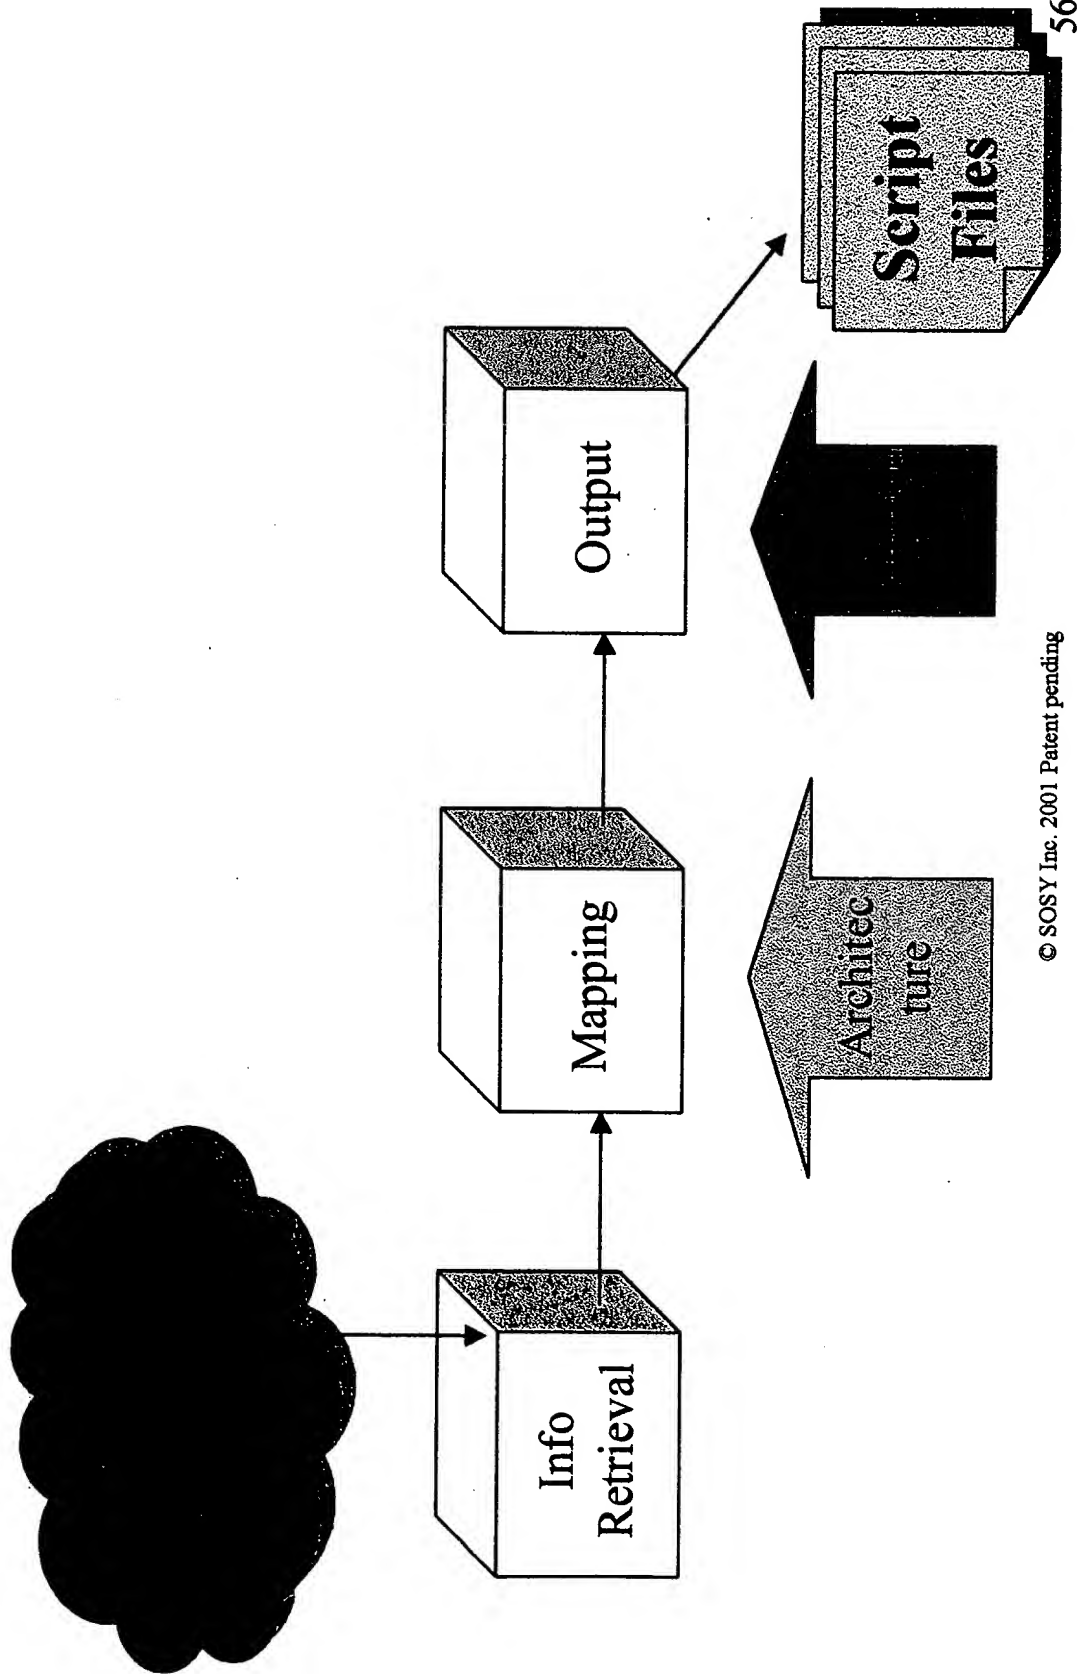 Info
Retrieval
Mapping
Output
Architec
ture
Script
Files
© SOSY Inc. 2001 Patent pending
56